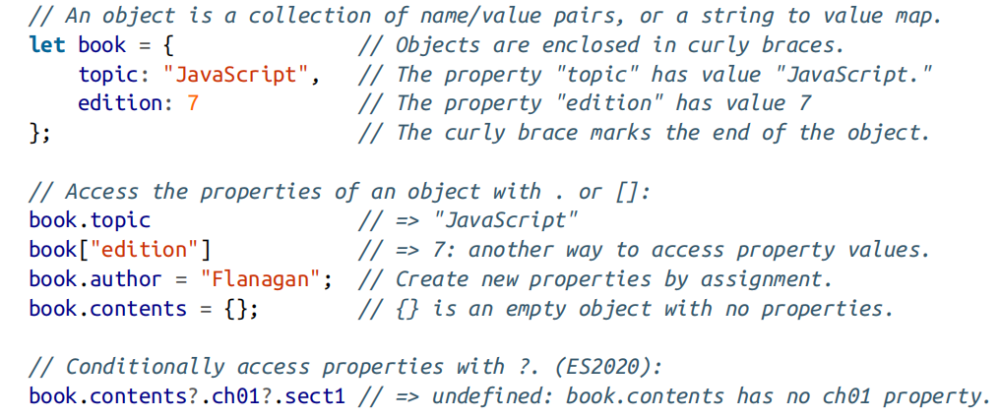 // An object is a collection of name/value pairs, or a string to value map.
let book = {               // Objects are enclosed in curly braces.
    topic: "JavaScript",   // The property "topic" has value "JavaScript."
    edition: 7             // The property "edition" has value 7
};                         // The curly brace marks the end of the object.

// Access the properties of an object with . or []:
book.topic                 // => "JavaScript"
book["edition"]            // => 7: another way to access property values.
book.author = "Flanagan";  // Create new properties by assignment.
book.contents = {};        // {} is an empty object with no properties.

// Conditionally access properties with ?. (ES2020):
book.contents?.ch01?.sect1 // => undefined: book.contents has no ch01 property.